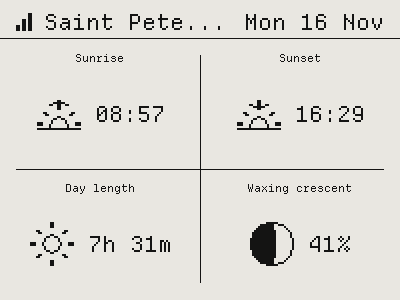 Saint Pete... Mon 16 Nov
Sunrise
08:57
Sunset
16:29
Day length
7h 31m
Waxing crescent
41%